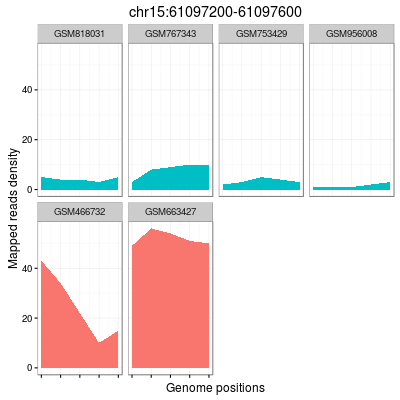 chr15:61097200-61097600
GSM818031 GSM767343 GSM753429 GSM956008
40
20
0
GSM466732 GSM663427
40
20
0
Mapped reads density
Genome positions